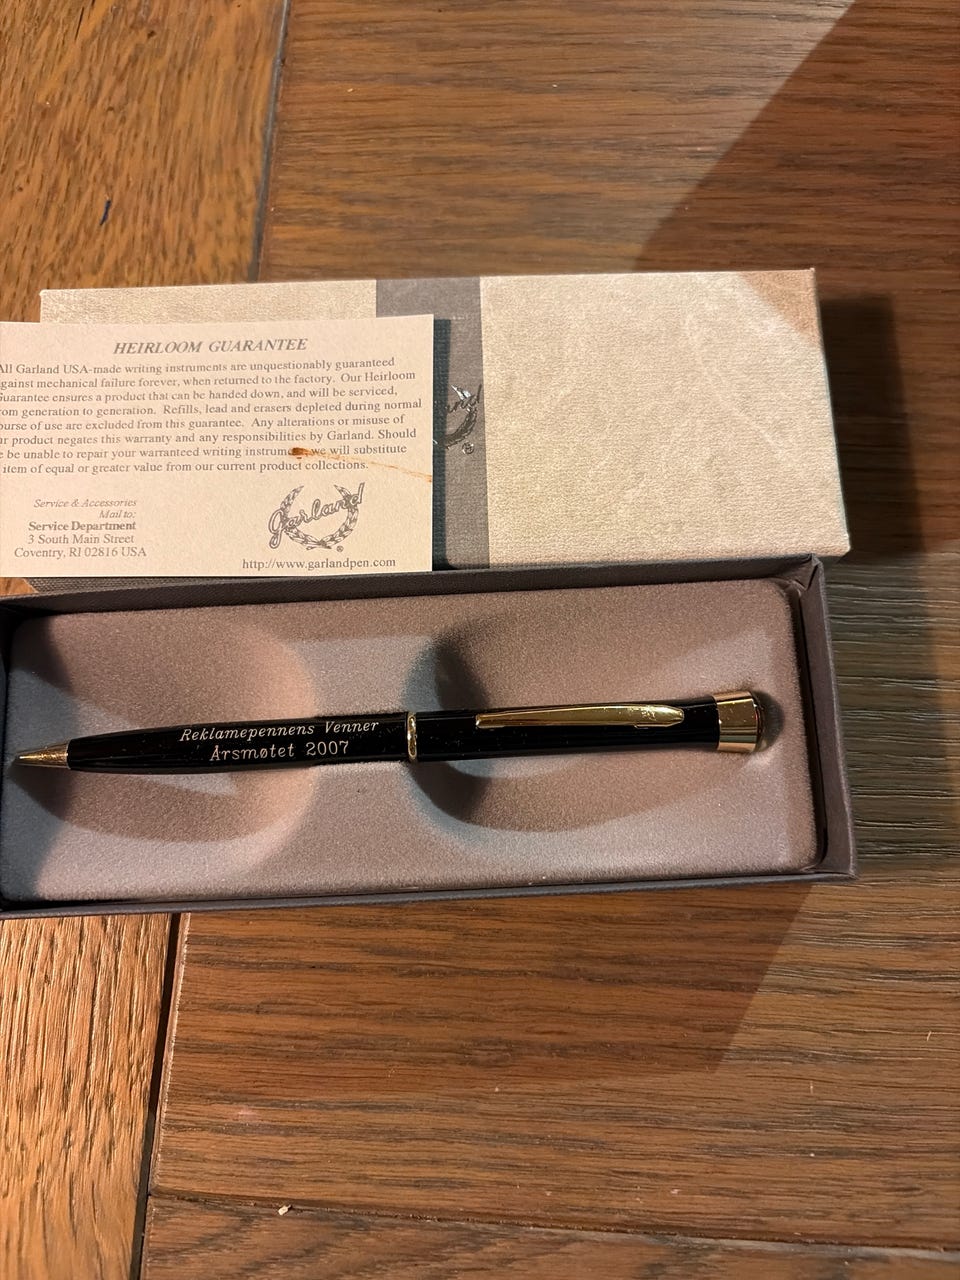 HEIRLOOM GUARANTEE
All Garland USA-made writing instruments are unquestionably guaranteed
against mechanical failure forever, when returned to the factory. Our Heirloom
Guarantee ensures a product that can be handed down, and will be serviced,
from generation to generation. Refills, lead and erasers depleted during normal
course of use are excluded from this guarantee. Any alterations or misuse of
product negates this warranty and any responsibilities by Garland. Should
be unable to repair your warranteed writing instrument, we will substitute
item of equal or greater value from our current product collections.
Service & Accessories
Mail to:
Service Department
3 South Main Street
Coventry, RI 02816 USA
Garland
®
http://www.garlandpen.com
®
Reklamepennens Venner
Årsmøtet 2007